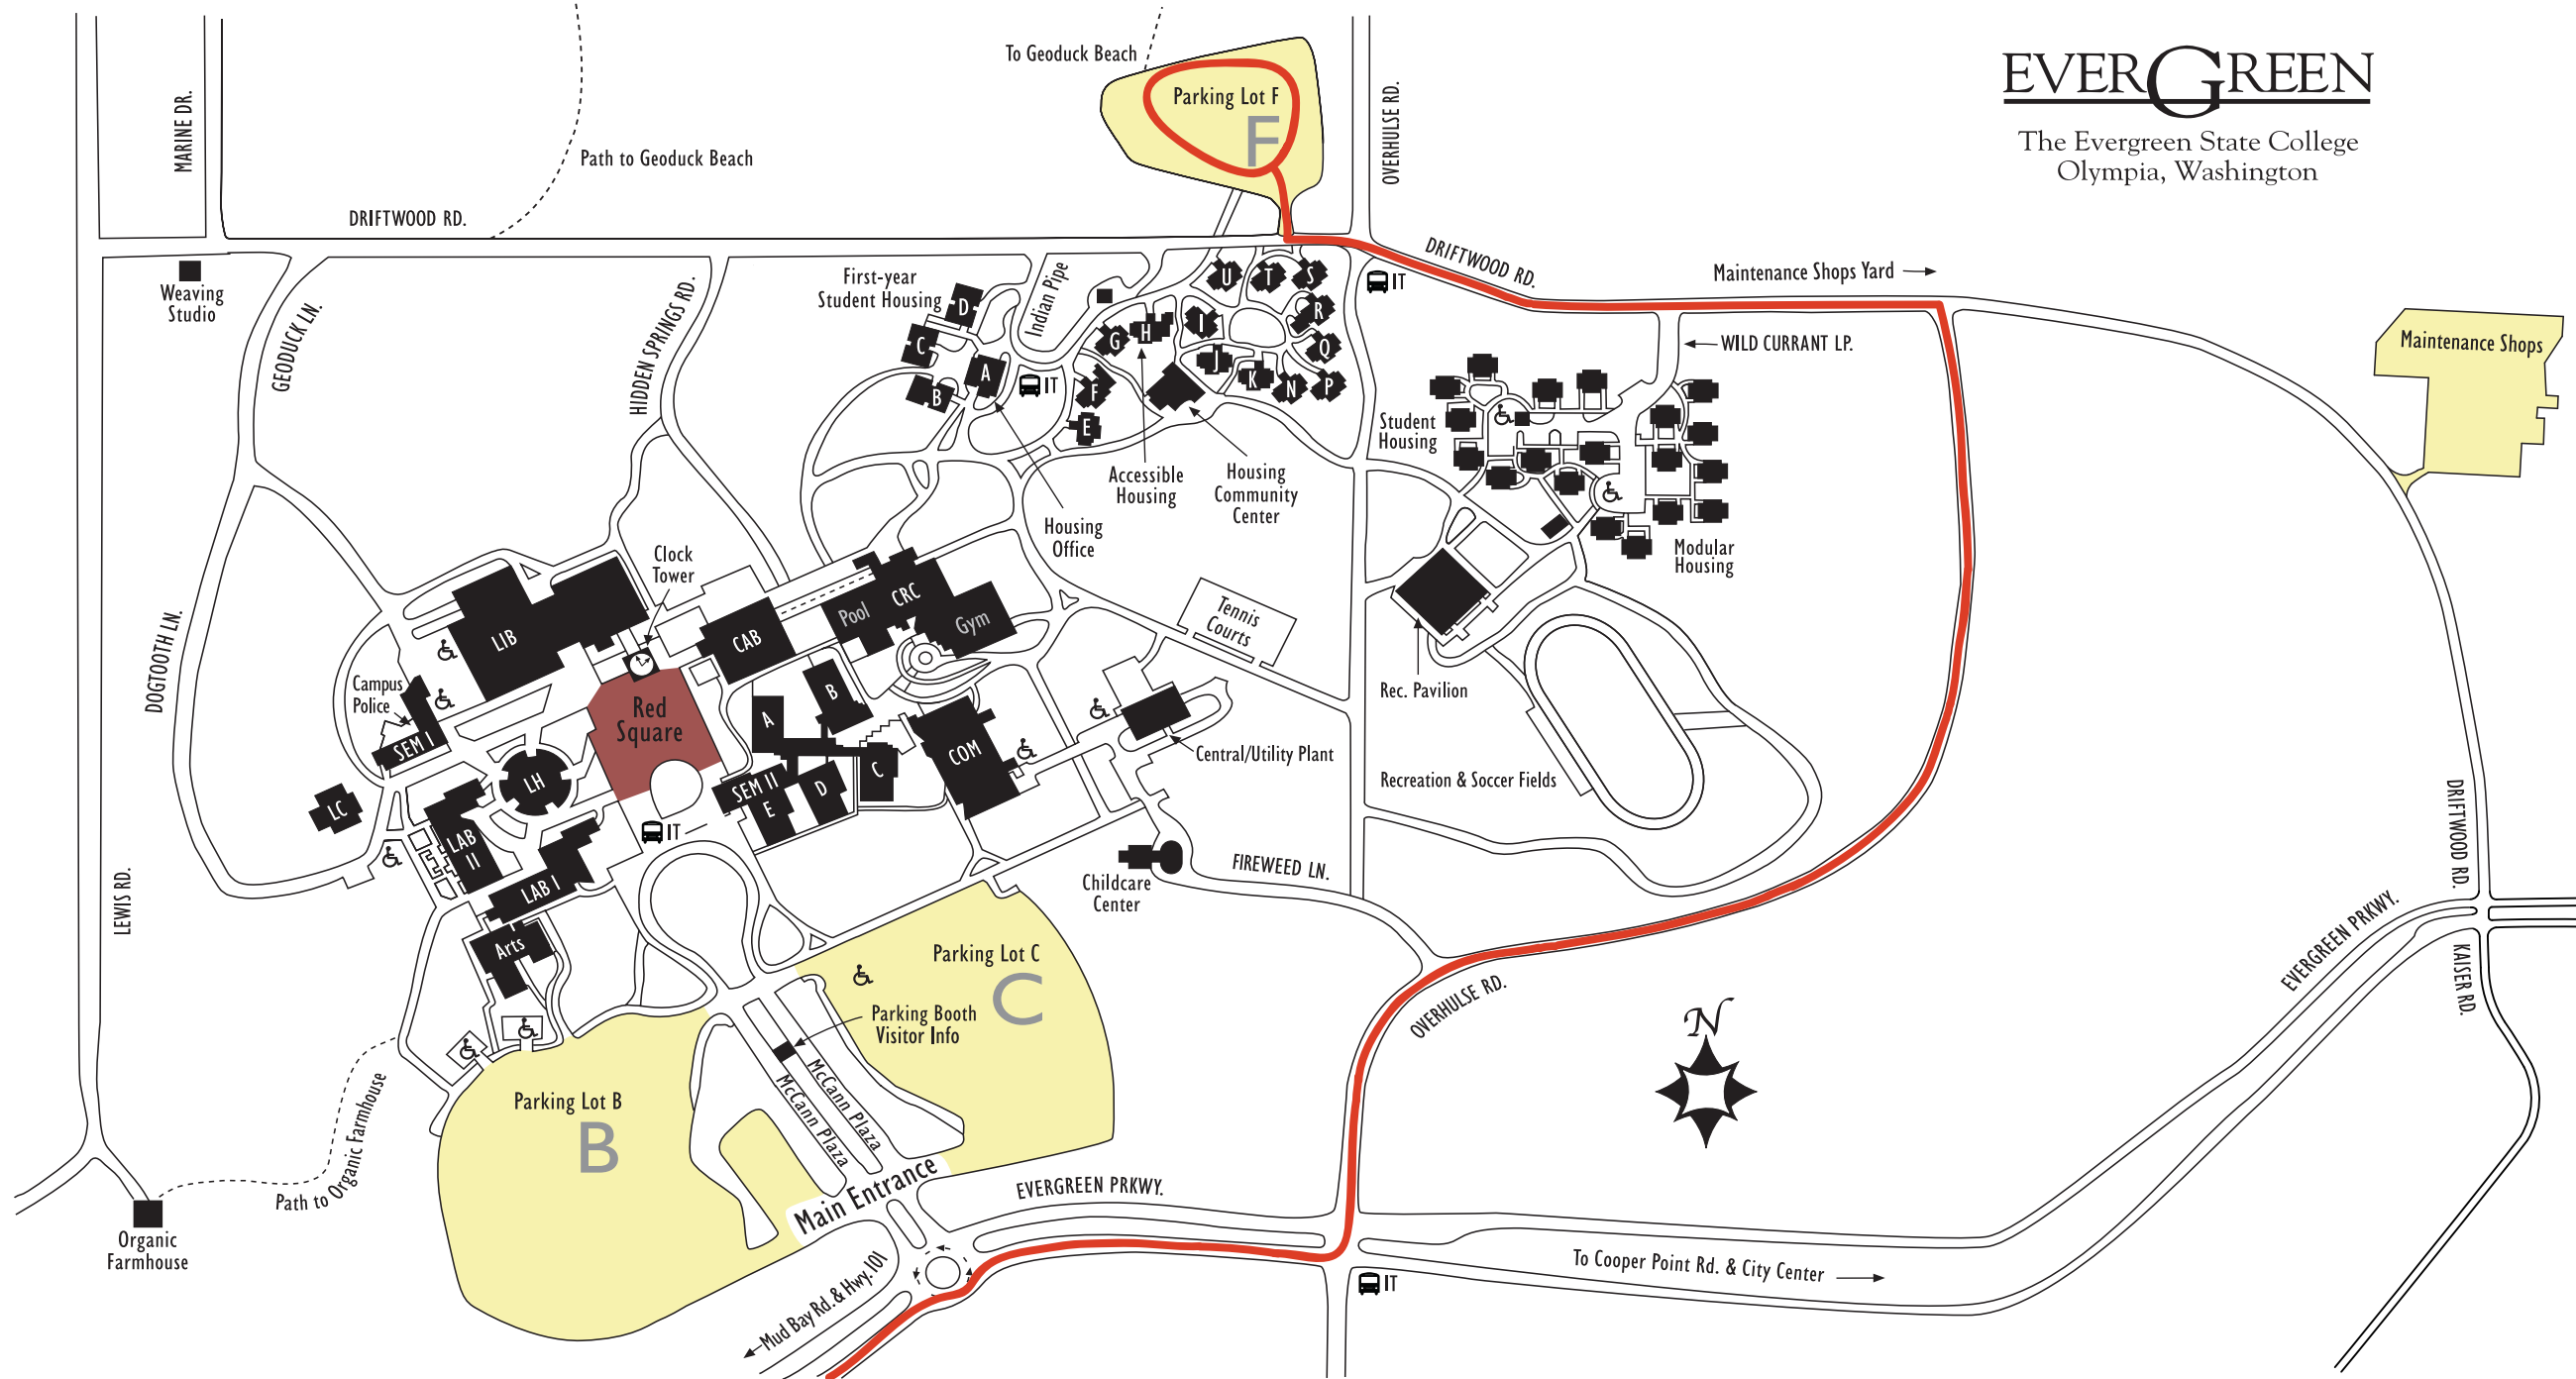 To Geoduck Beach
Parking Lot F
F
MARINE DR.
OVERHULSE RD.
EVERGREEN
The Evergreen State College
Olympia, Washington
Path to Geoduck Beach
DRIFTWOOD RD.
DRIFTWOOD RD.
Maintenance Shops Yard
Weaving
Studio
GEODUCK LN.
HIDDEN SPRINGS RD.
First-year
Student Housing
Indian Pipe
D
C
B
A
IT
U
T
S
R
Q
P
N
K
J
I
H
G
F
E
IT
WILD CURRANT LP.
Maintenance Shops
Student
Housing
Accessible
Housing
Housing
Community
Center
Housing
Office
Modular
Housing
Clock
Tower
DOGTOOTH LN.
LIB
CAB
Pool
CRC
Gym
Tennis
Courts
Campus
Police
SEM I
Red
Square
A
B
C
D
E
SEM II
COM
Rec. Pavilion
Central/Utility Plant
Recreation & Soccer Fields
LC
LH
LAB
II
LAB I
IT
Arts
LEWIS RD.
Childcare
Center
FIREWEED LN.
DRIFTWOOD RD.
EVERGREEN PRKWY.
KAISER RD.
OVERHULSE RD.
Parking Lot C
C
Parking Booth
Visitor Info
McCann Plaza
McCann Plaza
Parking Lot B
B
N
Path to Organic Farmhouse
Organic
Farmhouse
Main Entrance
EVERGREEN PRKWY.
Mud Bay Rd. & Hwy. 101
To Cooper Point Rd. & City Center
IT